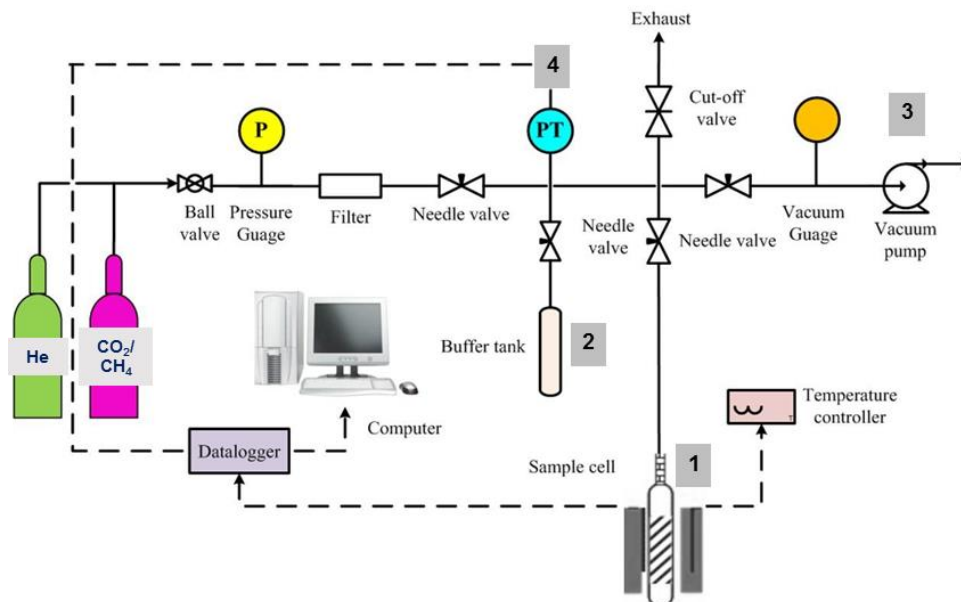 Exhaust
4
Cut-off
valve
3
P
PT
Ball
valve
Pressure
Guage
Filter
Needle valve
Needle
valve
Needle valve
Vacuum
Guage
Vacuum
pump
He
CO₂/
CH₄
Buffer tank
2
Computer
Temperature
controller
T
Datalogger
Sample cell
1